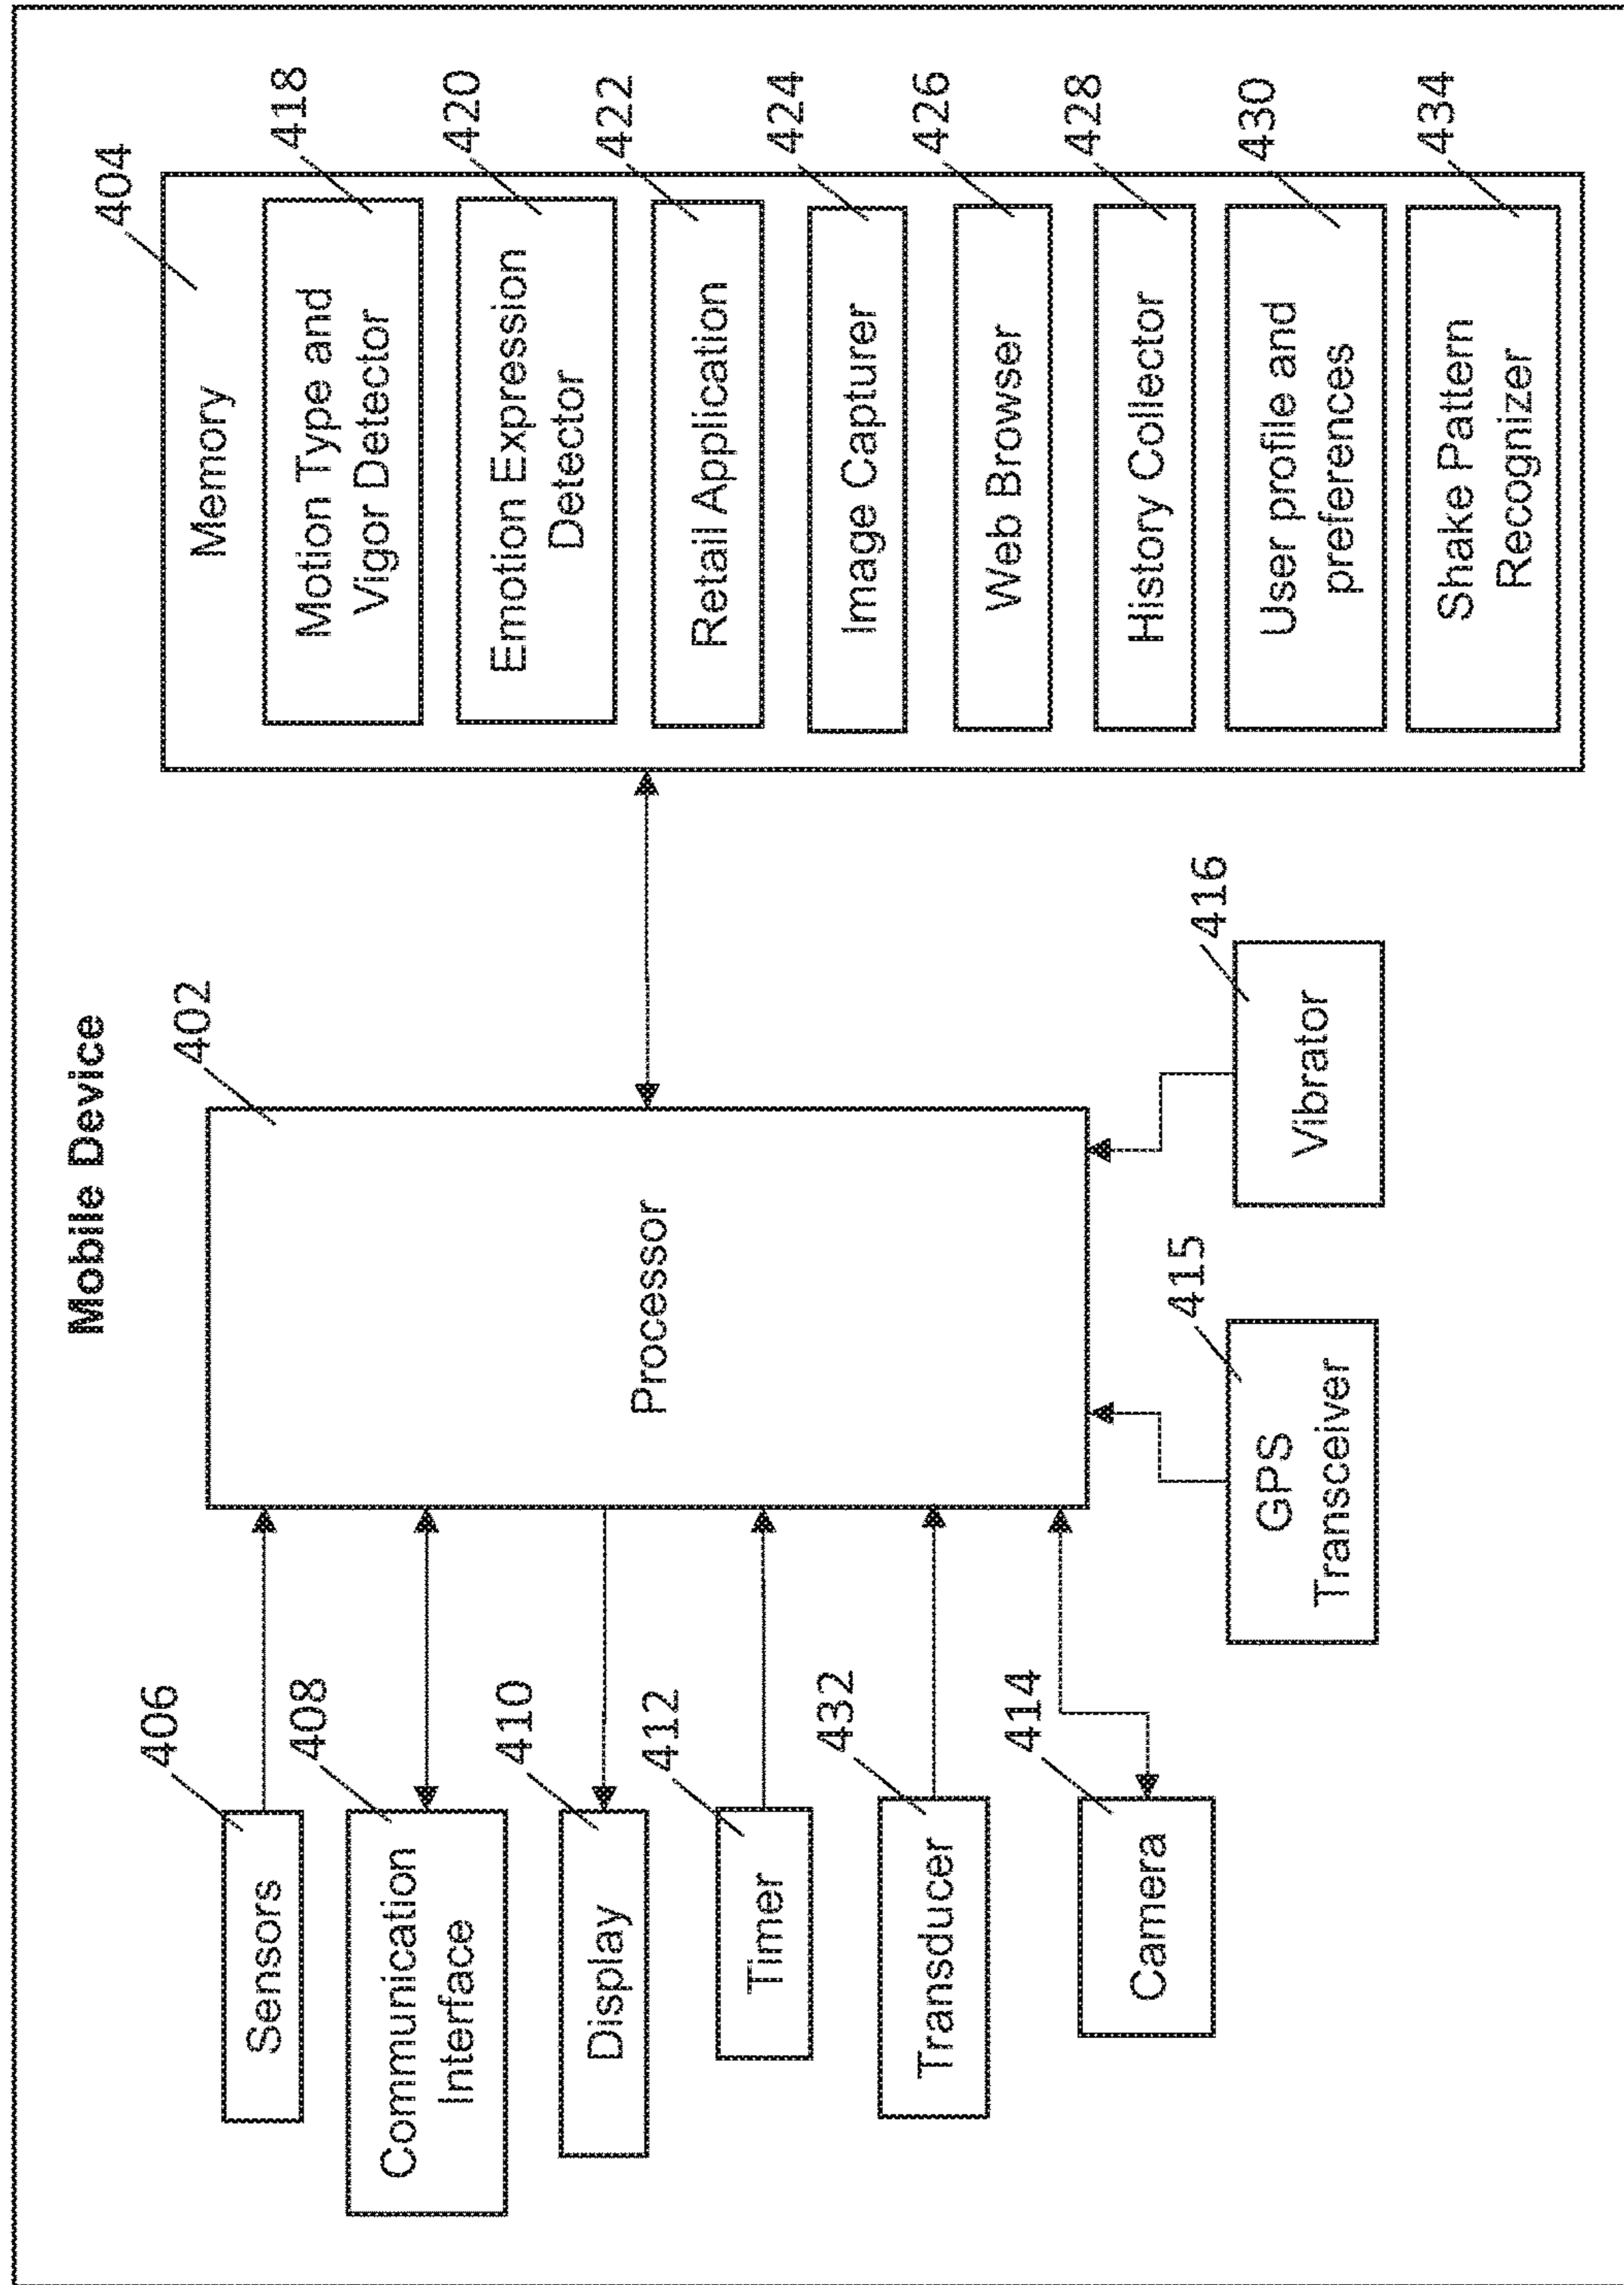 Mobile Device
402
Processor
406
Sensors
408
Communication
Interface
410
Display
412
Timer
432
Transducer
414
Camera
415
GPS
Transceiver
416
Vibrator
404
Memory
418
Motion Type and
Vigor Detector
420
Emotion Expression
Detector
422
Retail Application
424
Image Capturer
426
Web Browser
428
History Collector
430
User profile and
preferences
434
Shake Pattern
Recognizer